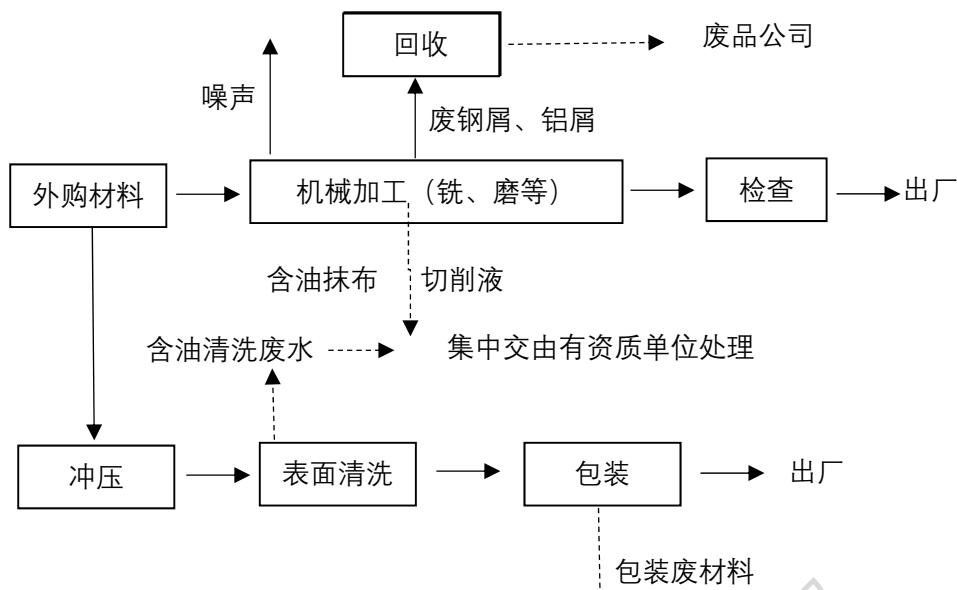 回收
废品公司
噪声
废钢屑、铝屑
外购材料
机械加工（铣、磨等）
检查
出厂
含油抹布
切削液
含油清洗废水
集中交由有资质单位处理
冲压
表面清洗
包装
出厂
包装废材料